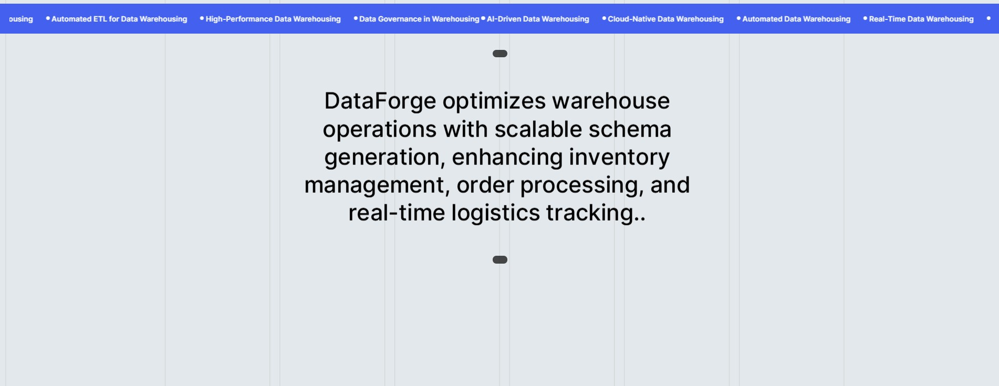 ousing • Automated ETL for Data Warehousing • High-Performance Data Warehousing • Data Governance in Warehousing • AI-Driven Data Warehousing • Cloud-Native Data Warehousing • Automated Data Warehousing • Real-Time Data Warehousing •
DataForge optimizes warehouse
operations with scalable schema
generation, enhancing inventory
management, order processing, and
real-time logistics tracking..